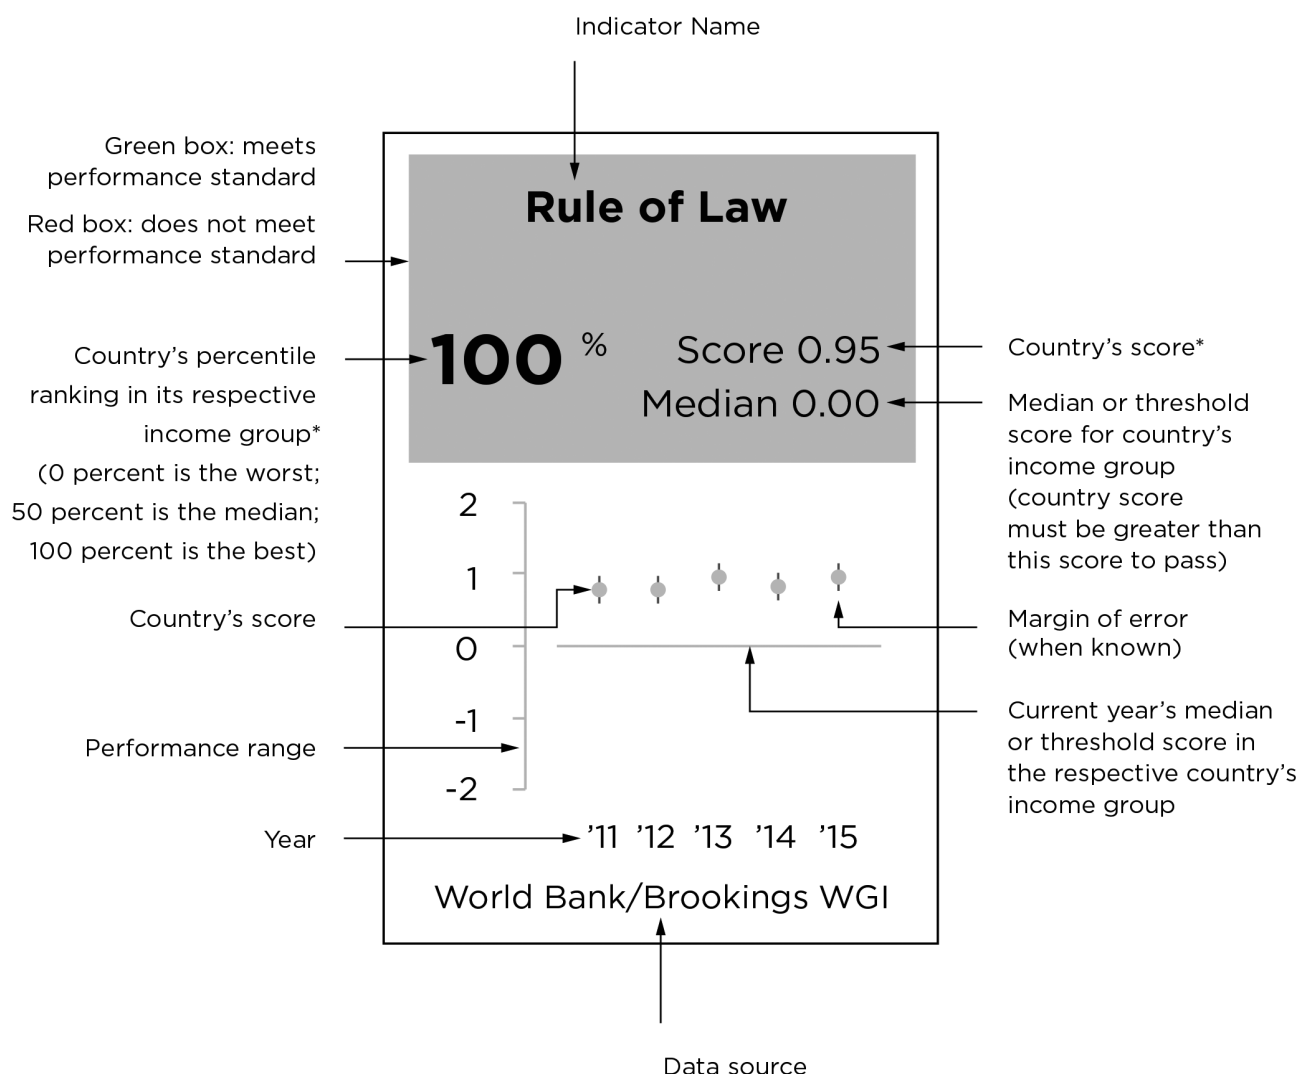 Indicator Name
Green box: meets
performance standard
Red box: does not meet
performance standard
Rule of Law
Country’s percentile
ranking in its respective
income group*
(0 percent is the worst;
50 percent is the median;
100 percent is the best)
100 %
Score 0.95
Median 0.00
Country’s score*
Median or threshold
score for country’s
income group
(country score
must be greater than
this score to pass)
2
1
0
-1
-2
Country’s score
Margin of error
(when known)
Performance range
Current year’s median
or threshold score in
the respective country’s
income group
Year
’11 ’12 ’13 ’14 ’15
World Bank/Brookings WGI
Data source